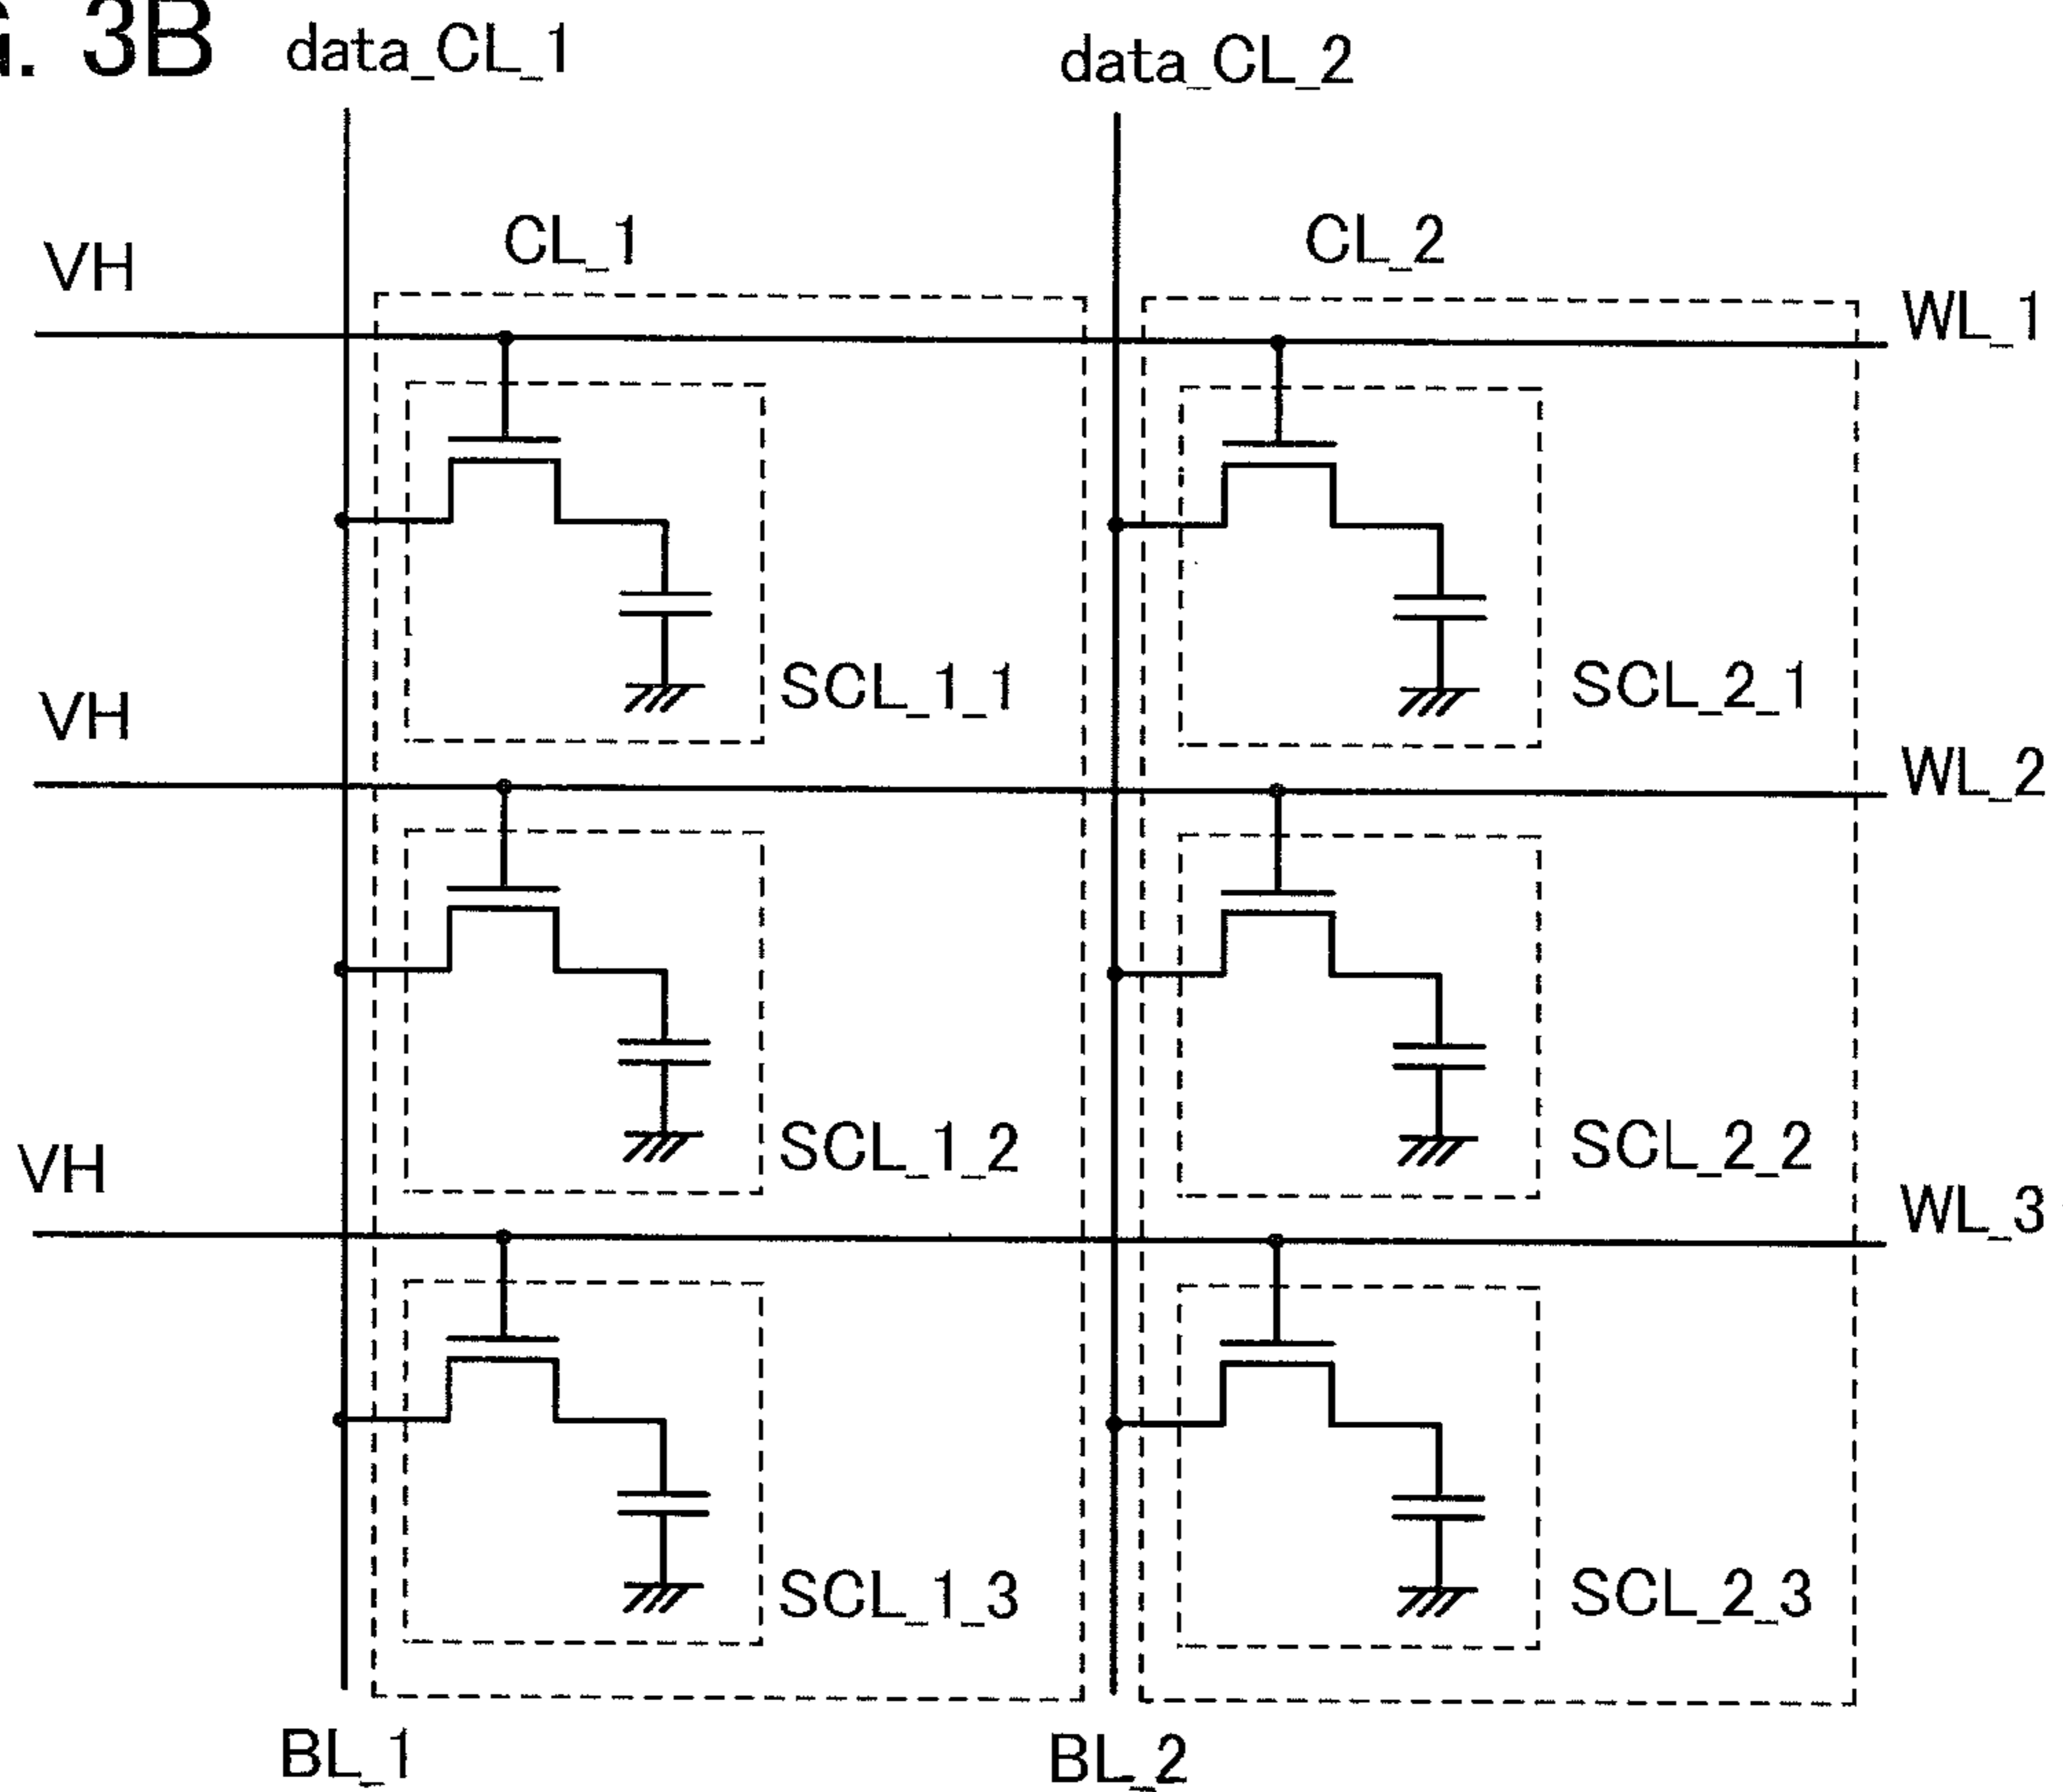 3B
data_CL_1
data_CL_2
CL_1
CL_2
VH
WL_1
SCL_1_1
SCL_2_1
VH
WL_2
SCL_1_2
SCL_2_2
VH
WL_3
SCL_1_3
SCL_2_3
BL_1
BL_2